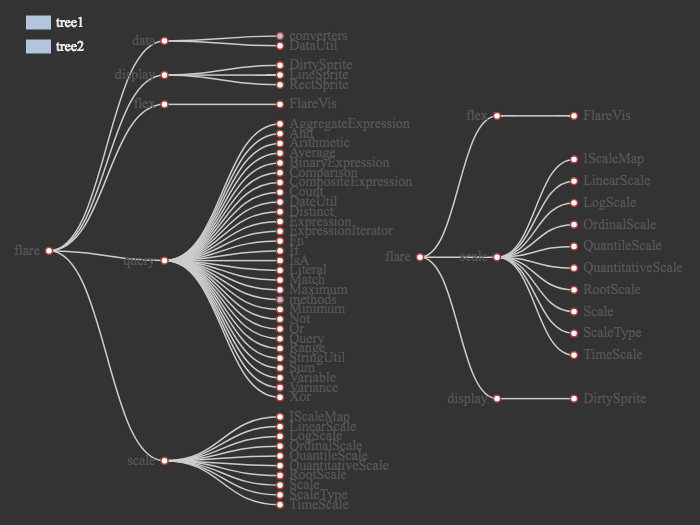 tree1
tree2
flare
data
converters
DataUtil
display
DirtySprite
LineSprite
RectSprite
flex
FlareVis
query
AggregateExpression
And
Arithmetic
Average
BinaryExpression
Comparison
CompositeExpression
Count
DateUtil
Distinct
Expression
ExpressionIterator
Fn
If
IsA
Literal
Match
Maximum
methods
Minimum
Not
Or
Query
Range
StringUtil
Sum
Variable
Variance
Xor
scale
IScaleMap
LinearScale
LogScale
OrdinalScale
QuantileScale
QuantitativeScale
RootScale
Scale
ScaleType
TimeScale
flare
flex
FlareVis
scale
IScaleMap
LinearScale
LogScale
OrdinalScale
QuantileScale
QuantitativeScale
RootScale
Scale
ScaleType
TimeScale
display
DirtySprite